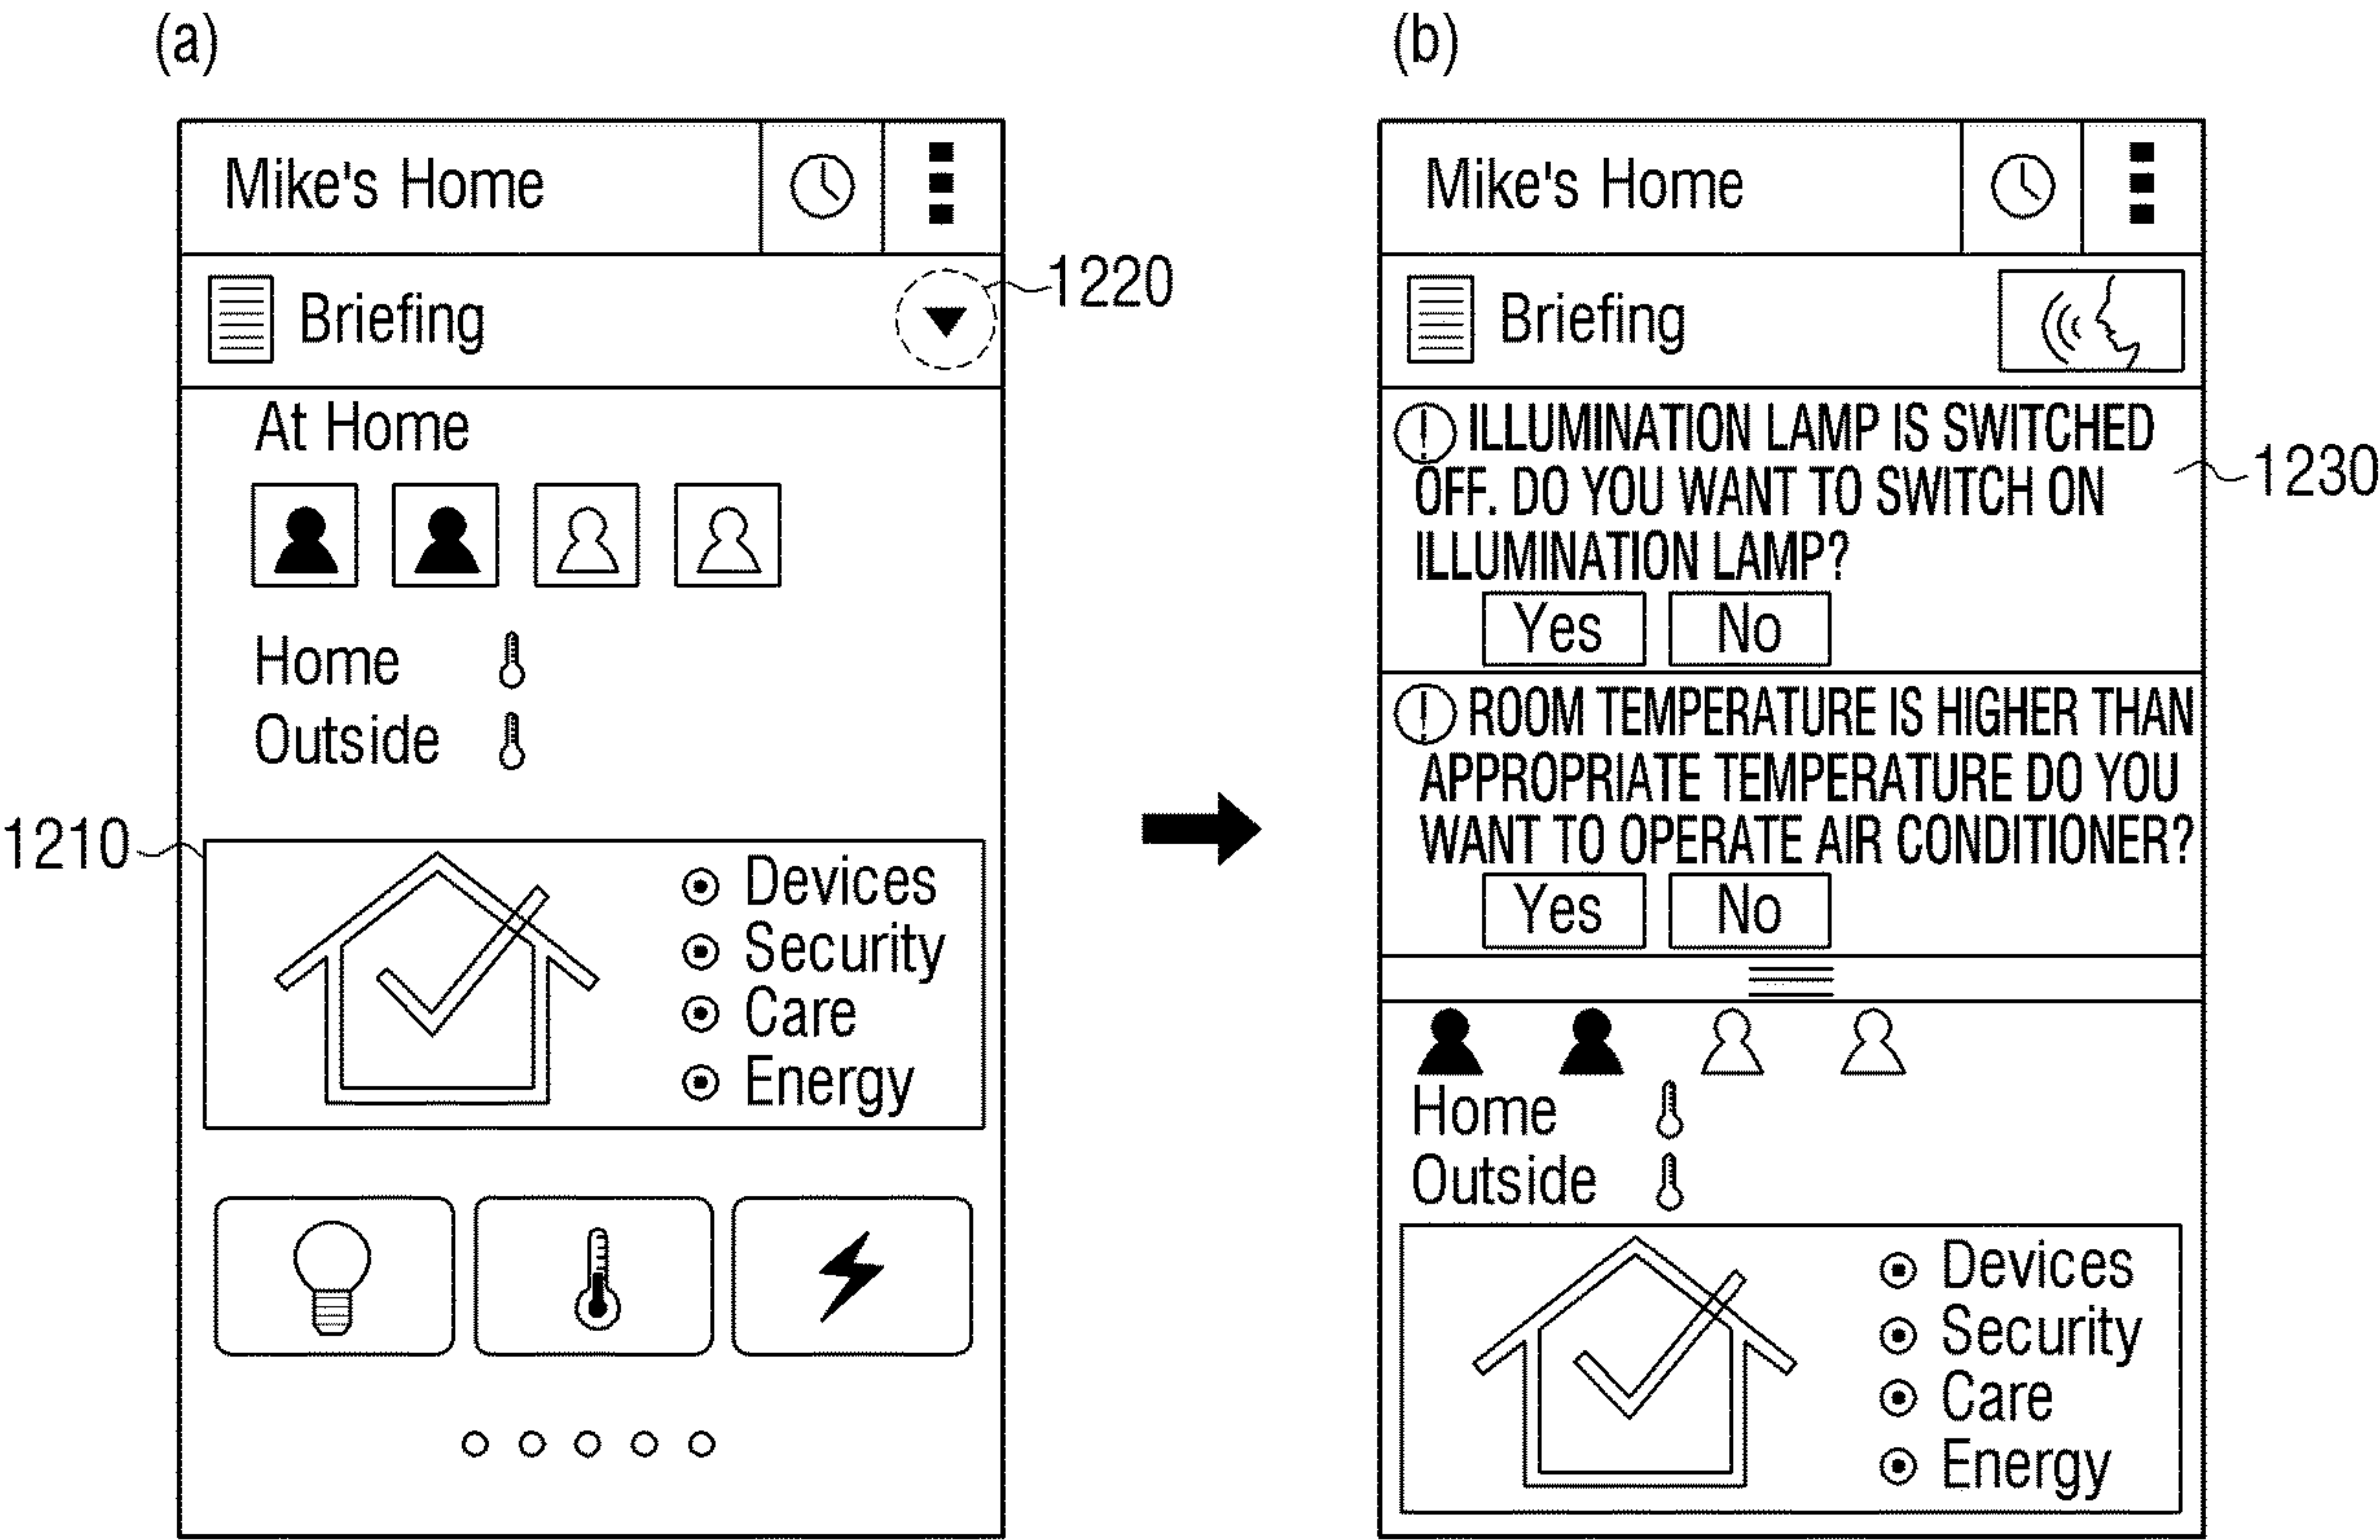 (a)
Mike's Home
Briefing
1220
At Home
Home
Outside
1210
Devices
Security
Care
Energy
(b)
Mike's Home
Briefing
ILLUMINATION LAMP IS SWITCHED
OFF. DO YOU WANT TO SWITCH ON
ILLUMINATION LAMP?
1230
Yes No
ROOM TEMPERATURE IS HIGHER THAN
APPROPRIATE TEMPERATURE DO YOU
WANT TO OPERATE AIR CONDITIONER?
Yes No
Home
Outside
Devices
Security
Care
Energy